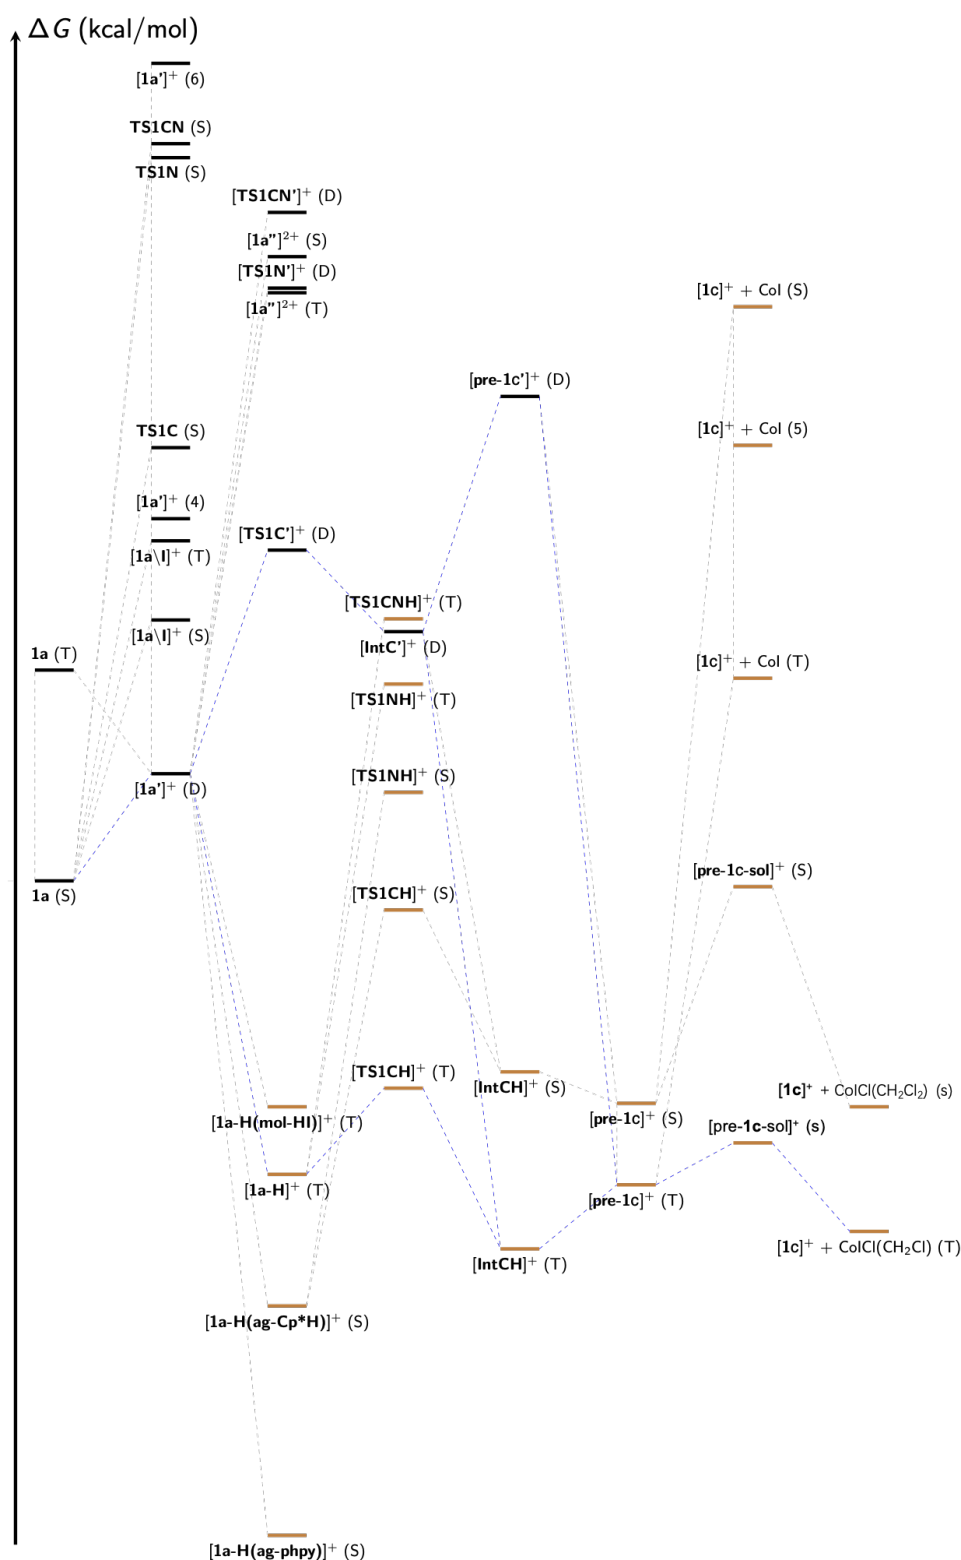 ΔG (kcal/mol)
[1a']⁺ (6)
TS1CN (S)
TS1N (S)
[TS1CN']⁺ (D)
[1a'']²⁺ (S)
[TS1N']⁺ (D)
[1a'']²⁺ (T)
[1c]⁺ + CoI (S)
[pre-1c']⁺ (D)
TS1C (S)
[1c]⁺ + CoI (5)
[1a']⁺ (4)
[TS1C']⁺ (D)
[1a\I]⁺ (T)
[TS1CNH]⁺ (T)
[1a\I]⁺ (S)
[IntC']⁺ (D)
1a (T)
[1c]⁺ + CoI (T)
[TS1NH]⁺ (T)
[TS1NH]⁺ (S)
[1a']⁺ (D)
[pre-1c-sol]⁺ (S)
1a (S)
[TS1CH]⁺ (S)
[TS1CH]⁺ (T)
[IntCH]⁺ (S)
[1c]⁺ + CoICl(CH₂Cl₂) (s)
[1a-H(mol-HI)]⁺ (T)
[pre-1c]⁺ (S)
[pre-1c-sol]⁺ (s)
[1a-H]⁺ (T)
[pre-1c]⁺ (T)
[1c]⁺ + CoICl(CH₂Cl) (T)
[IntCH]⁺ (T)
[1a-H(ag-Cp*H)]⁺ (S)
[1a-H(ag-phpy)]⁺ (S)